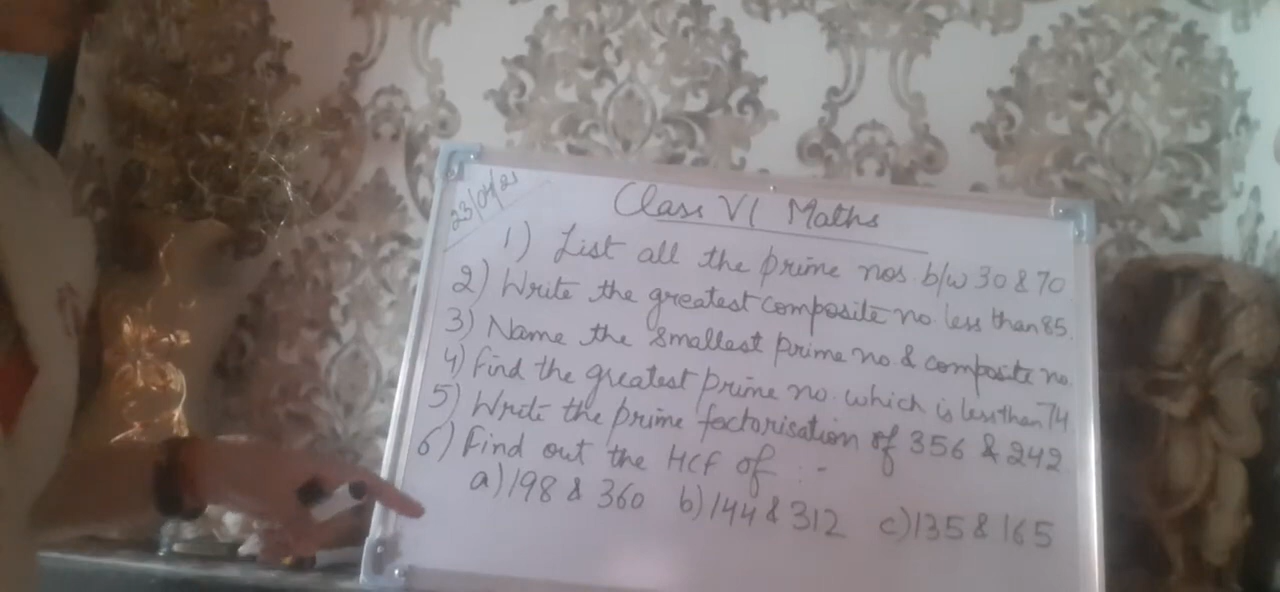 23/04/21
Class VI Maths
1) List all the prime nos. b/w 30 & 70
2) Write the greatest composite no. less than 85.
3) Name the smallest prime no & composite no.
4) Find the greatest prime no. which is less than 74
5) Write the prime factorisation of 356 & 242
6) Find out the HCF of :-
a) 198 & 360 b) 144 & 312 c) 135 & 165